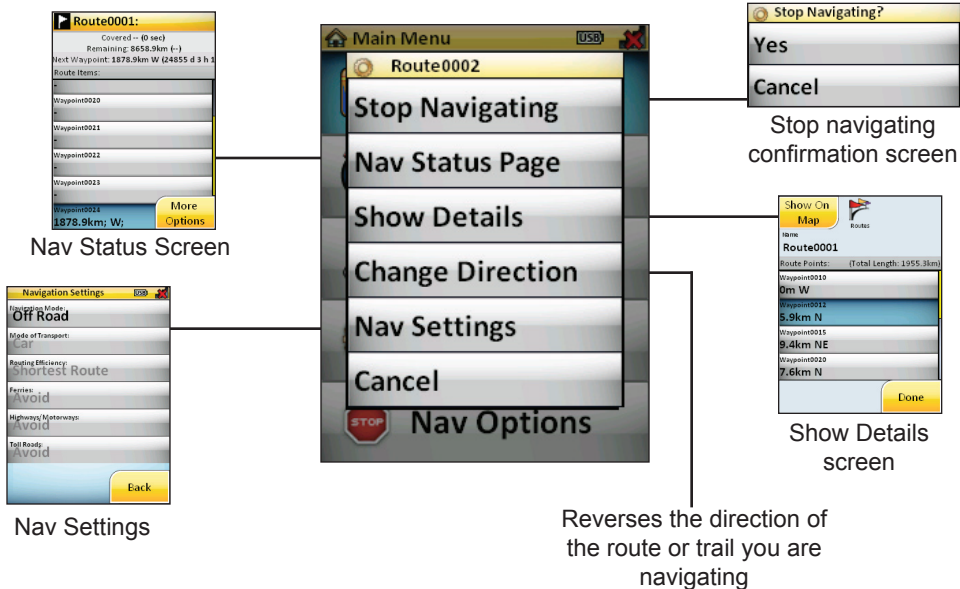 Route0001:
Covered -- (0 sec)
Remaining: 8658.9km (--)
Next Waypoint: 1878.9km W (24855 d 3 h 1
Route Items:
-
Waypoint0020
-
Waypoint0021
-
Waypoint0022
-
Waypoint0023
-
Waypoint0024
1878.9km; W;
More
Options
Nav Status Screen
Navigation Settings
USB
Navigation Mode:
Off Road
Mode of Transport:
Car
Routing Efficiency:
Shortest Route
Ferries:
Avoid
Highways/Motorways:
Avoid
Toll Roads:
Avoid
Back
Nav Settings
Main Menu
USB
Route0002
Stop Navigating
Nav Status Page
Show Details
Change Direction
Nav Settings
Cancel
STOP
Nav Options
Stop Navigating?
Yes
Cancel
Stop navigating
confirmation screen
Show On
Map
Routes
Name
Route0001
Route Points: (Total Length: 1955.3km)
Waypoint0010
0m W
Waypoint0012
5.9km N
Waypoint0015
9.4km NE
Waypoint0020
7.6km N
Done
Show Details
screen
Reverses the direction of
the route or trail you are
navigating